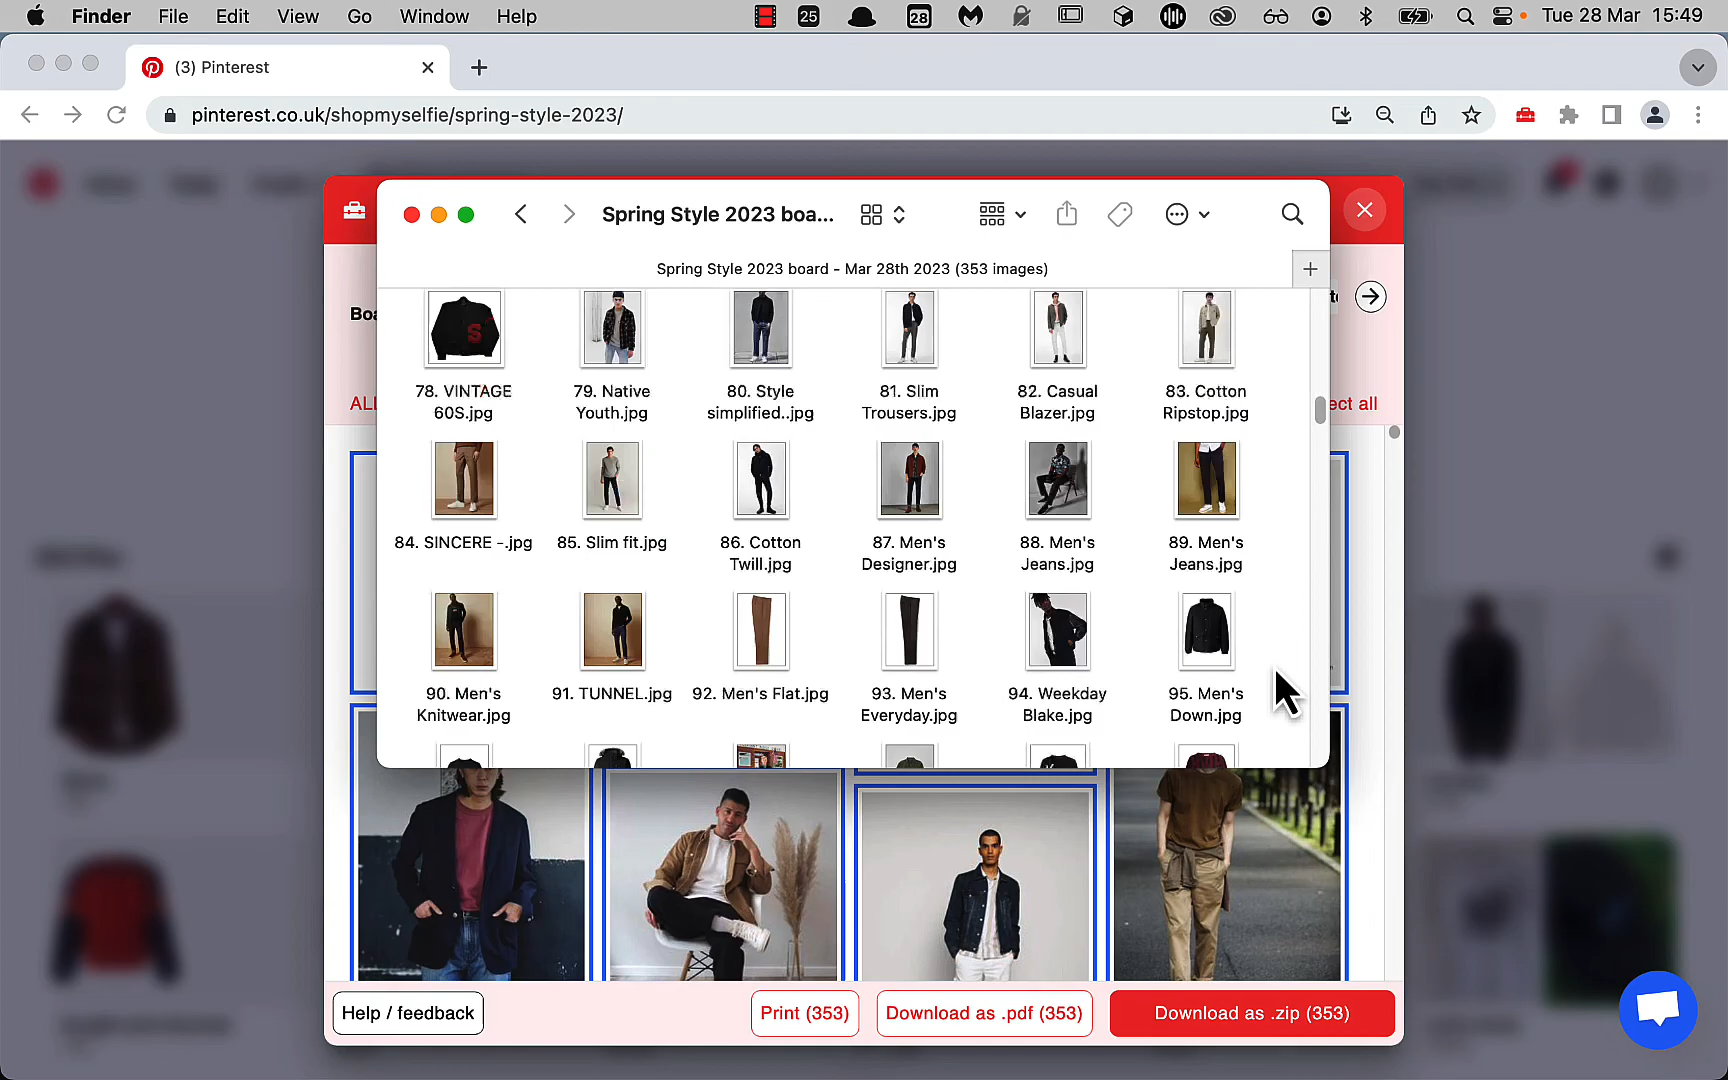 Finder File Edit View Go Window Help
25
28
Tue 28 Mar 15:49
(3) Pinterest
pinterest.co.uk/shopmyselfie/spring-style-2023/
Spring Style 2023 boa...
Spring Style 2023 board - Mar 28th 2023 (353 images)
Boa
ALL
ect all
78. VINTAGE
60S.jpg
79. Native
Youth.jpg
80. Style
simplified..jpg
81. Slim
Trousers.jpg
82. Casual
Blazer.jpg
83. Cotton
Ripstop.jpg
84. SINCERE -.jpg
85. Slim fit.jpg
86. Cotton
Twill.jpg
87. Men's
Designer.jpg
88. Men's
Jeans.jpg
89. Men's
Jeans.jpg
90. Men's
Knitwear.jpg
91. TUNNEL.jpg
92. Men's Flat.jpg
93. Men's
Everyday.jpg
94. Weekday
Blake.jpg
95. Men's
Down.jpg
Help / feedback
Print (353)
Download as .pdf (353)
Download as .zip (353)